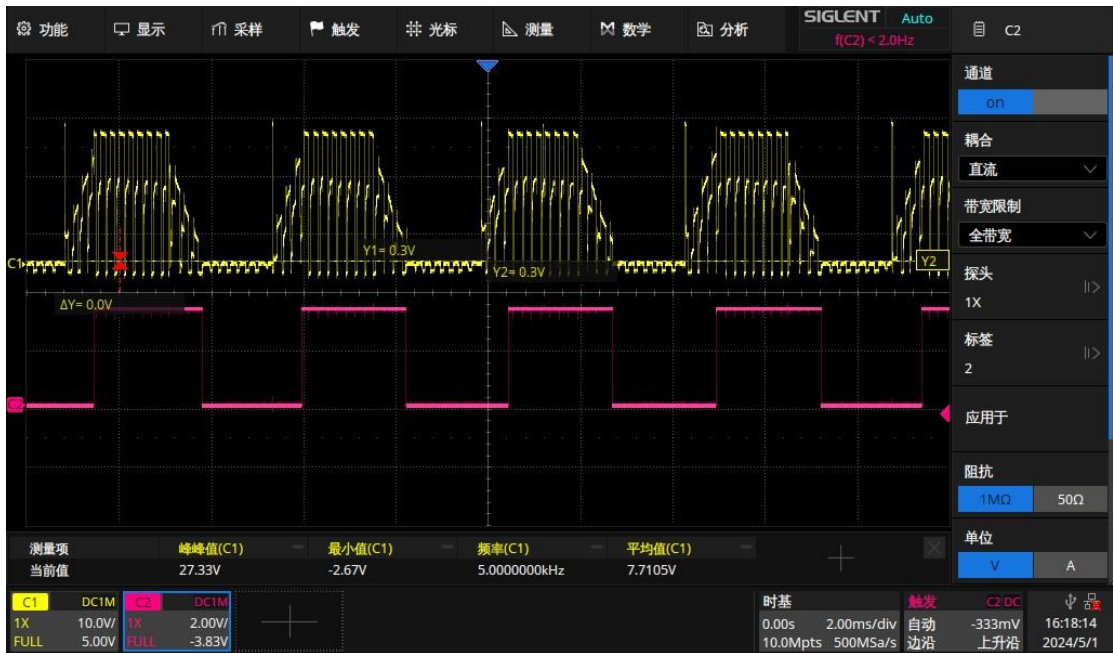 功能 显示 采样 触发 光标 测量 数学 分析 SIGLENT Auto C2
f(C2) < 2.0Hz
通道
on
耦合
直流
带宽限制
全带宽
C1 Y1= 0.3V Y2
Y2= 0.3V
探头
1X
ΔY= 0.0V
标签
2
C2
应用于
阻抗
1MΩ 50Ω
单位
V A
测量项 峰峰值(C1) 最小值(C1) 频率(C1) 平均值(C1)
当前值 27.33V -2.67V 5.0000000kHz 7.7105V
C1 DC1M C2 DC1M 时基 触发 C2 DC
1X 10.0V/ 1X 2.00V/ 0.00s 2.00ms/div 自动 -333mV 16:18:14
FULL 5.00V FULL -3.83V 10.0Mpts 500MSa/s 边沿 上升沿 2024/5/1